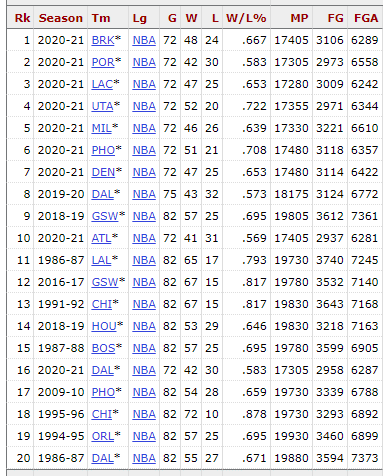 Rk Season Tm Lg G W L W/L% MP FG FGA
1 2020-21 BRK* NBA 72 48 24 .667 17405 3106 6289
2 2020-21 POR* NBA 72 42 30 .583 17305 2973 6558
3 2020-21 LAC* NBA 72 47 25 .653 17280 3009 6242
4 2020-21 UTA* NBA 72 52 20 .722 17355 2971 6344
5 2020-21 MIL* NBA 72 46 26 .639 17330 3221 6610
6 2020-21 PHO* NBA 72 51 21 .708 17480 3118 6357
7 2020-21 DEN* NBA 72 47 25 .653 17480 3114 6422
8 2019-20 DAL* NBA 75 43 32 .573 18175 3124 6772
9 2018-19 GSW* NBA 82 57 25 .695 19805 3612 7361
10 2020-21 ATL* NBA 72 41 31 .569 17405 2937 6281
11 1986-87 LAL* NBA 82 65 17 .793 19730 3740 7245
12 2016-17 GSW* NBA 82 67 15 .817 19780 3532 7140
13 1991-92 CHI* NBA 82 67 15 .817 19830 3643 7168
14 2018-19 HOU* NBA 82 53 29 .646 19830 3218 7163
15 1987-88 BOS* NBA 82 57 25 .695 19780 3599 6905
16 2020-21 DAL* NBA 72 42 30 .583 17305 2958 6287
17 2009-10 PHO* NBA 82 54 28 .659 19730 3339 6788
18 1995-96 CHI* NBA 82 72 10 .878 19730 3293 6892
19 1994-95 ORL* NBA 82 57 25 .695 19930 3460 6899
20 1986-87 DAL* NBA 82 55 27 .671 19880 3594 7373